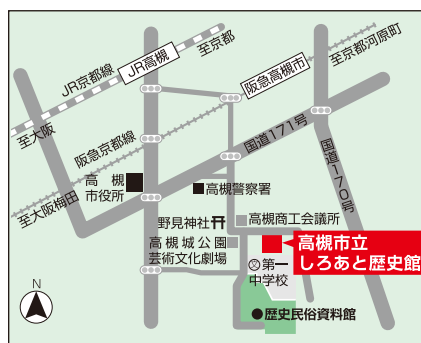 至京都
JR高槻
JR京都線
至大阪
至京都河原町
阪急高槻市
阪急京都線
至大阪梅田
国道171号
国道170号
高槻
市役所
高槻警察署
野見神社
高槻商工会議所
高槻城公園
芸術文化劇場
高槻市立
しろあと歴史館
文第一
中学校
歴史民俗資料館
N